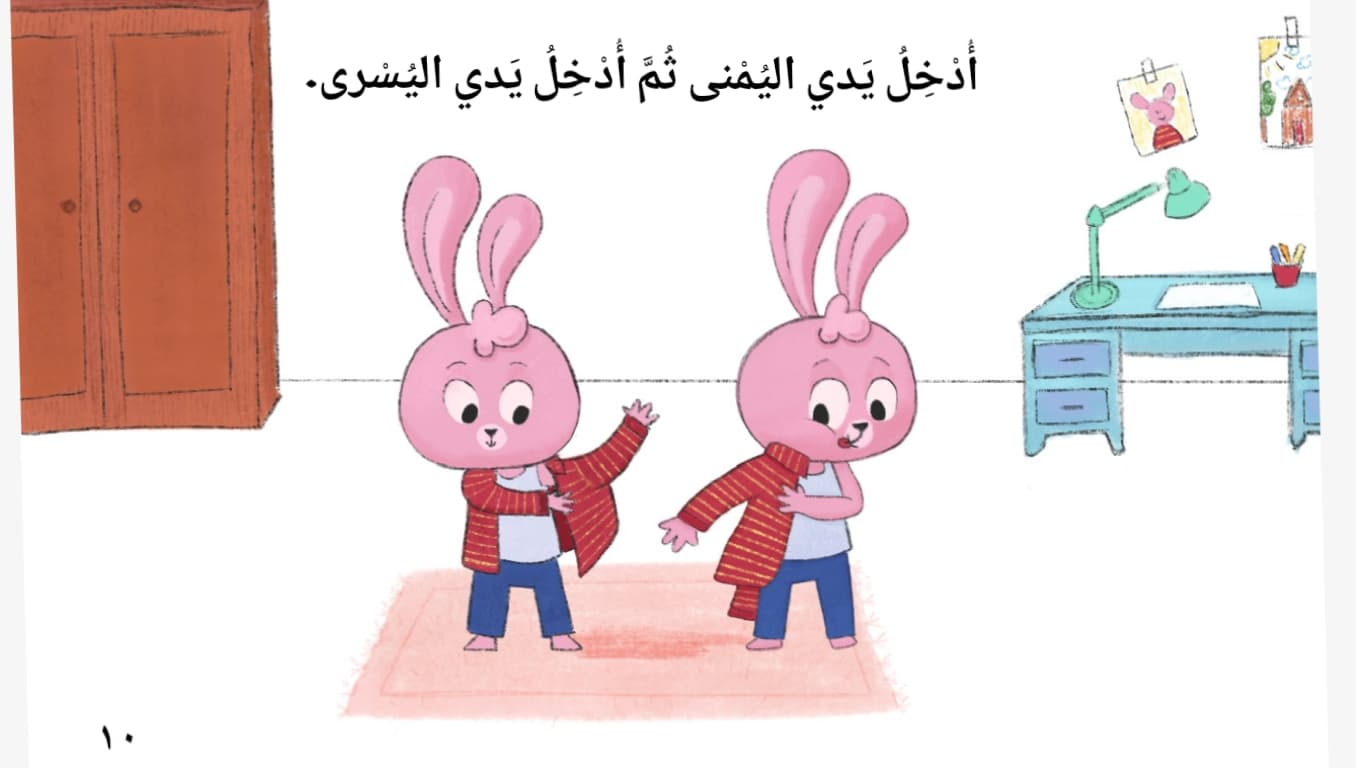 أُدْخِلُ يَدي اليُمْنى ثُمَّ أُدْخِلُ يَدي اليُسْرى.
١٠